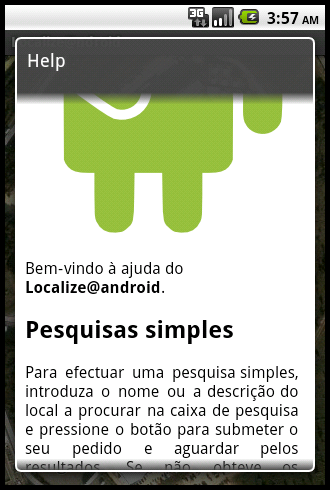 3G 3:57 AM
Help
Bem-vindo à ajuda do
Localize@android.
Pesquisas simples
Para efectuar uma pesquisa simples,
introduza o nome ou a descrição do
local a procurar na caixa de pesquisa
e pressione o botão para submeter o
seu pedido e aguardar pelos
resultados. Se não obteve os